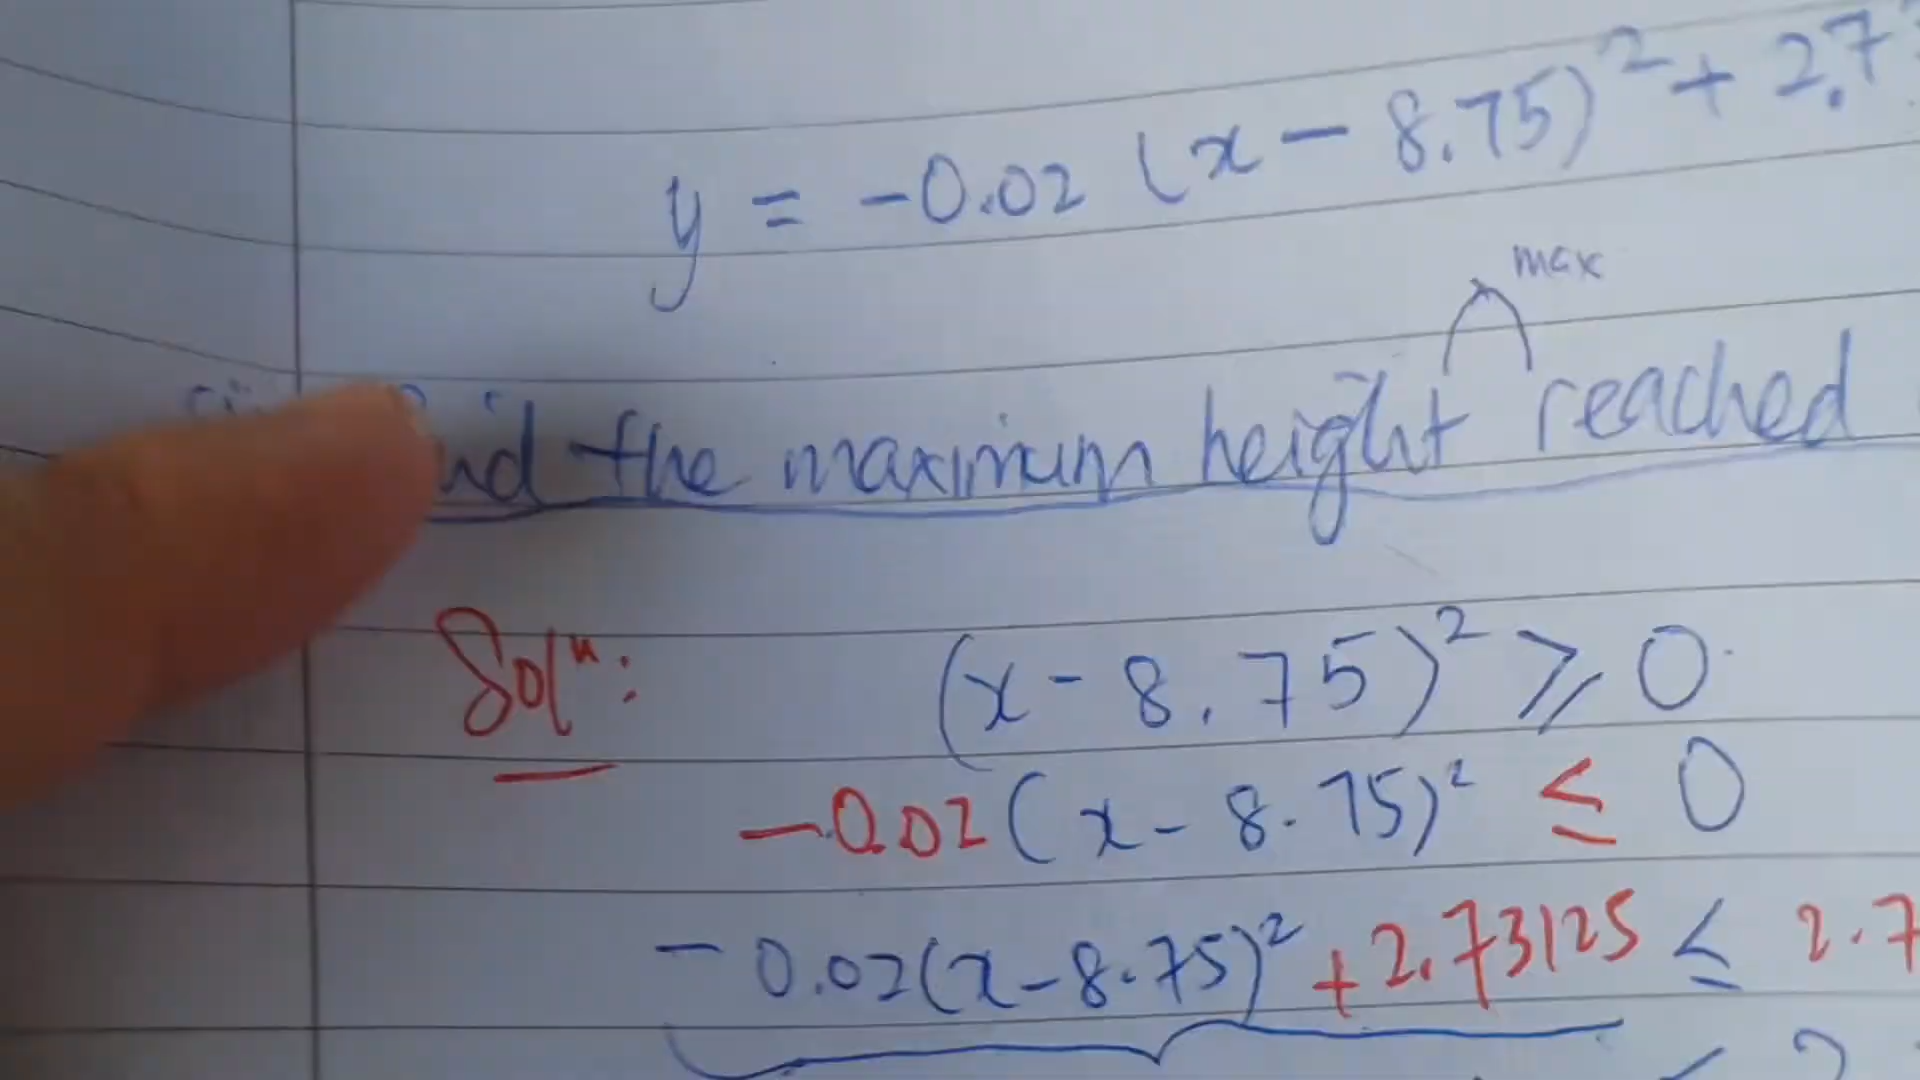 y = -0.02 (x - 8.75)² + 2.7
max
the maximum height reached
Solⁿ: (x - 8.75)² ≥ 0
-0.02 (x - 8.75)² ≤ 0
-0.02(x-8.75)² + 2.73125 ≤ 2.7